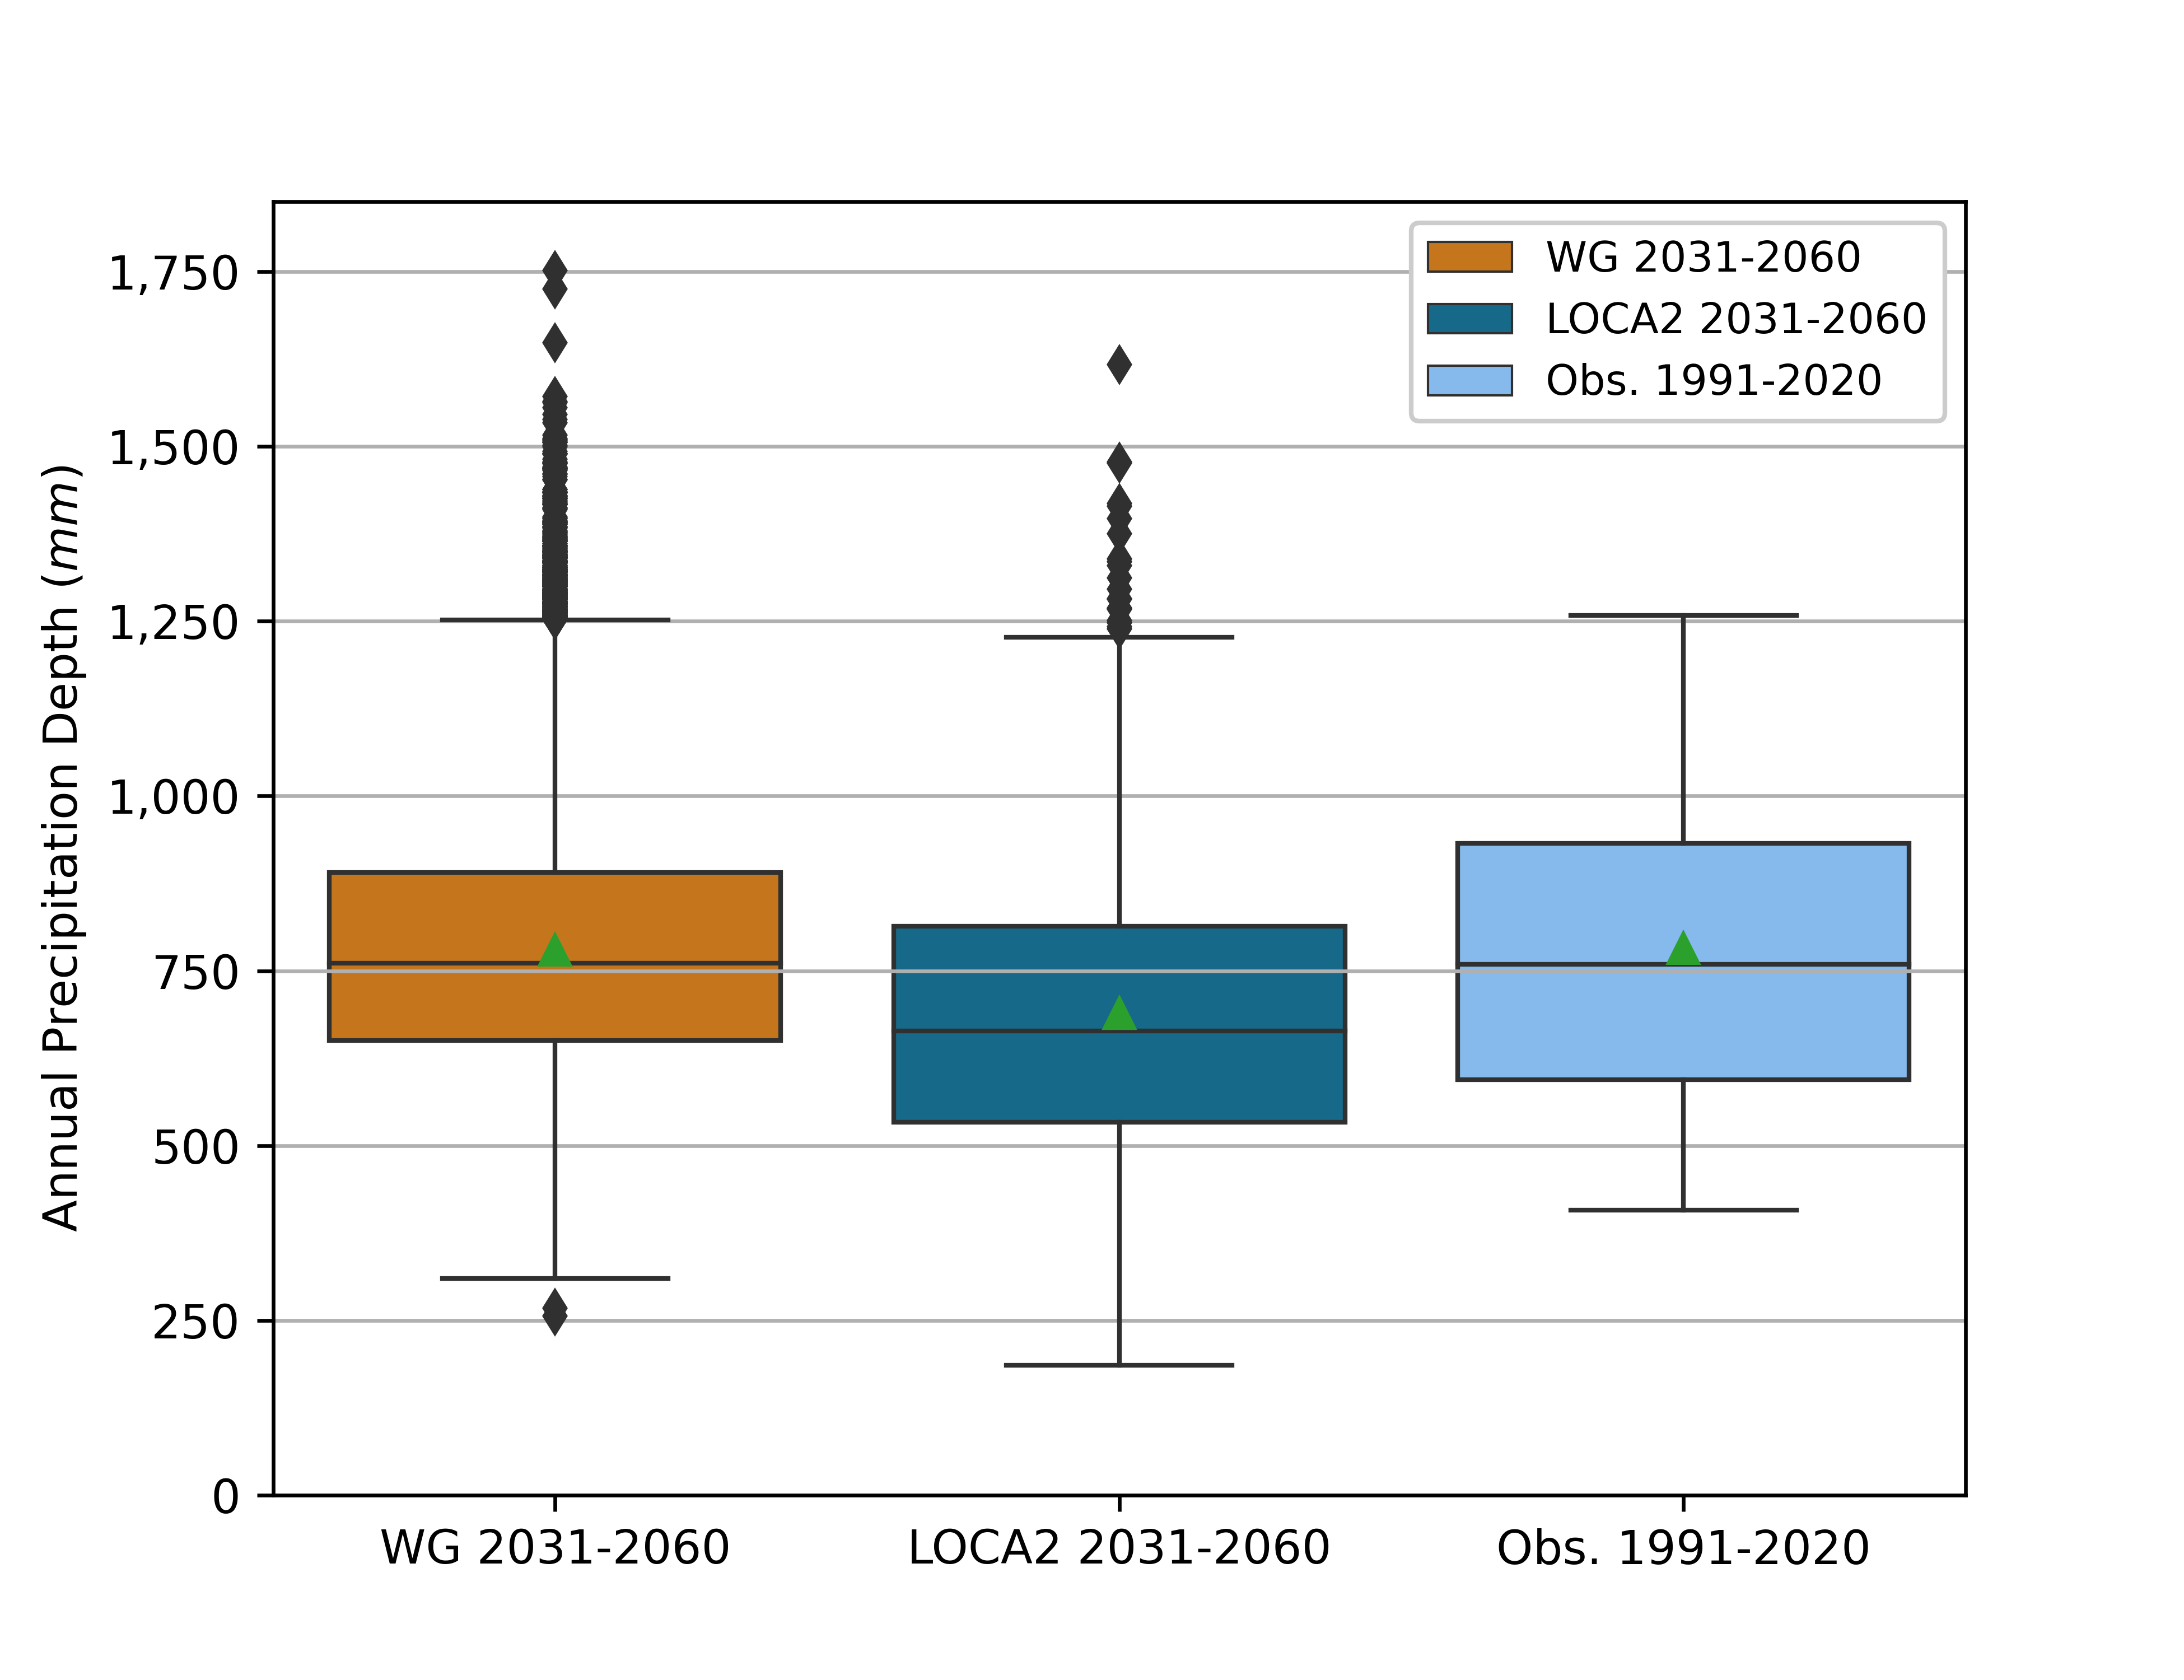 1,750
1,500
1,250
1,000
750
500
250
0
Annual Precipitation Depth (mm)
WG 2031-2060
LOCA2 2031-2060
Obs. 1991-2020
WG 2031-2060
LOCA2 2031-2060
Obs. 1991-2020